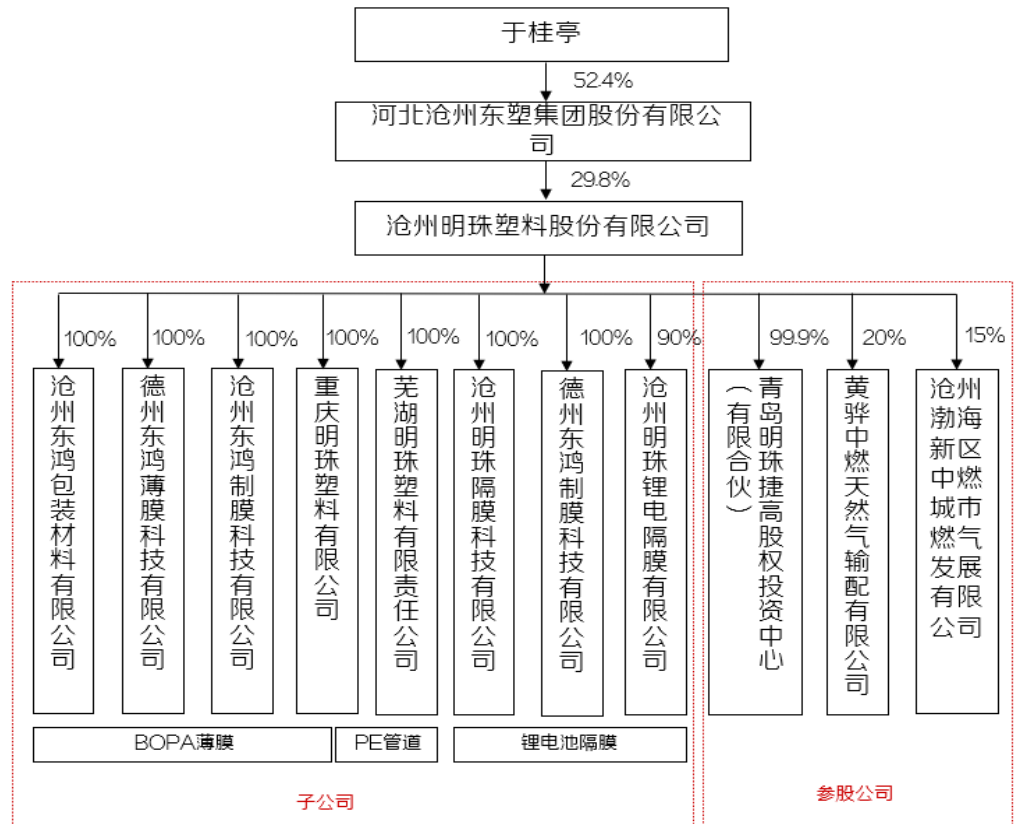 于桂亭
52.4%
河北沧州东塑集团股份有限公
司
29.8%
沧州明珠塑料股份有限公司
100%
100%
100%
100%
100%
100%
100%
90%
99.9%
20%
15%
沧州东鸿包装材料有限公司
德州东鸿薄膜科技有限公司
沧州东鸿制膜科技有限公司
重庆明珠塑料有限公司
芜湖明珠塑料有限责任公司
沧州明珠隔膜科技有限公司
德州东鸿制膜科技有限公司
沧州明珠锂电隔膜有限公司
青岛明珠捷高股权投资中心
（有限合伙）
黄骅中燃天然气输配有限公司
沧州
渤海
新区
中燃
城市
燃气
发展
有限
公司
BOPA薄膜
PE管道
锂电池隔膜
子公司
参股公司